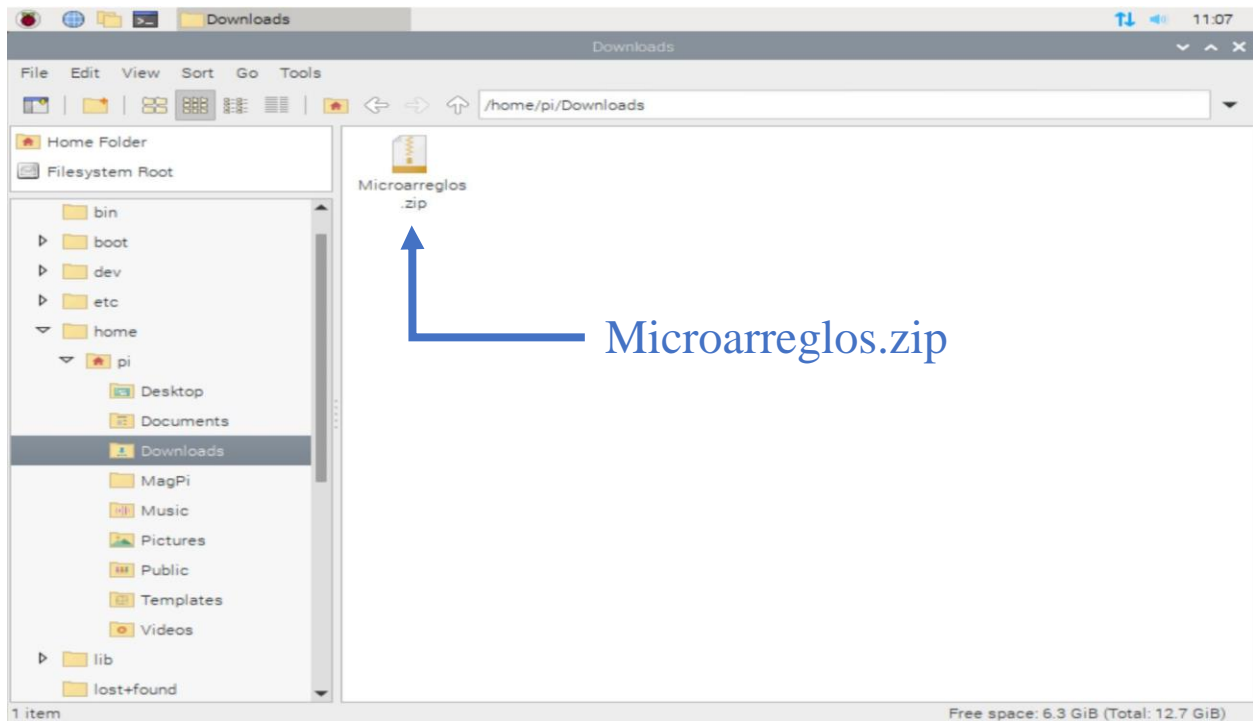 Downloads
11:07
Downloads
File Edit View Sort Go Tools
/home/pi/Downloads
Home Folder
Filesystem Root
bin
boot
dev
etc
home
pi
Desktop
Documents
Downloads
MagPi
Music
Pictures
Public
Templates
Videos
lib
lost+found
Microarreglos
.zip
Microarreglos.zip
1 item
Free space: 6.3 GiB (Total: 12.7 GiB)